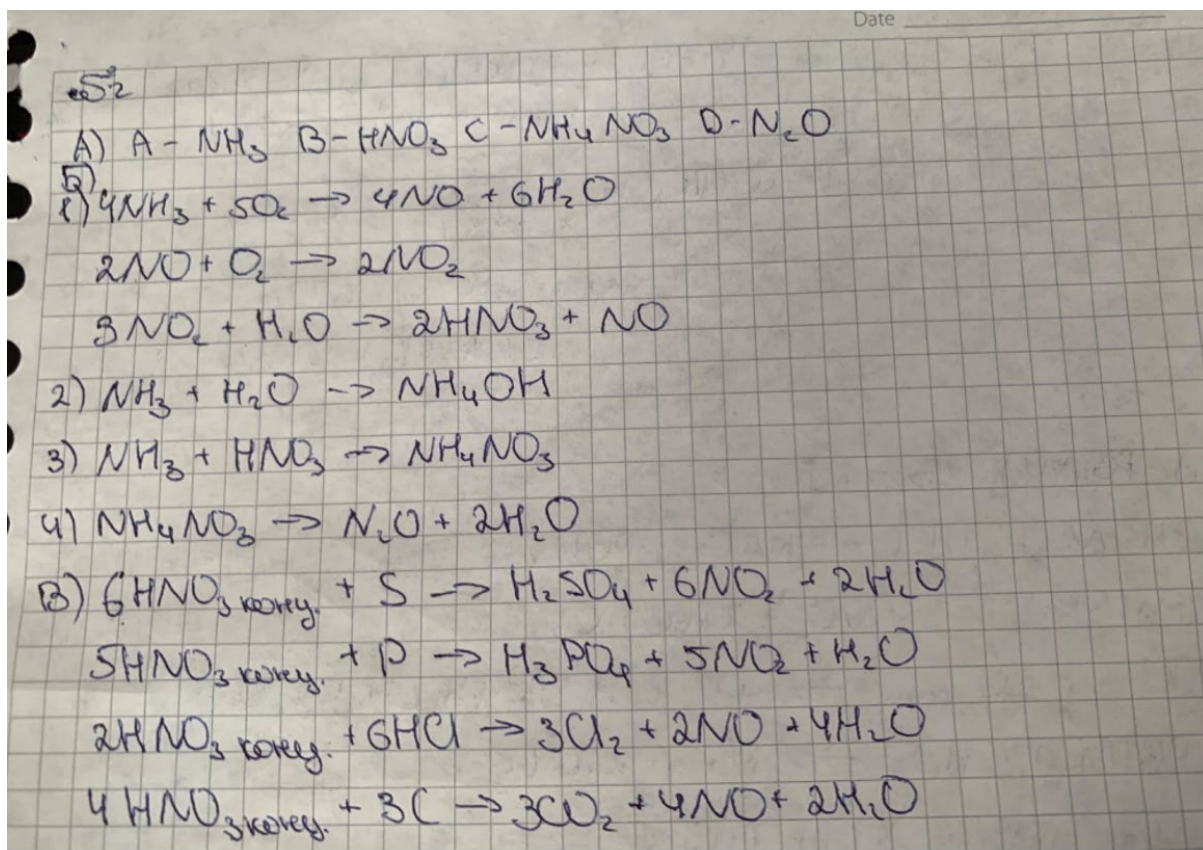 Date
№2
А) A - NH₃ B - HNO₃ C - NH₄NO₃ D - N₂O
Б)
1) 4NH₃ + 5O₂ → 4NO + 6H₂O
2NO + O₂ → 2NO₂
3NO₂ + H₂O → 2HNO₃ + NO
2) NH₃ + H₂O → NH₄OH
3) NH₃ + HNO₃ → NH₄NO₃
4) NH₄NO₃ → N₂O + 2H₂O
В) 6HNO₃ конц. + S → H₂SO₄ + 6NO₂ + 2H₂O
5HNO₃ конц. + P → H₃PO₄ + 5NO₂ + H₂O
2HNO₃ конц. + 6HCl → 3Cl₂ + 2NO + 4H₂O
4HNO₃ конц. + 3C → 3CO₂ + 4NO + 2H₂O